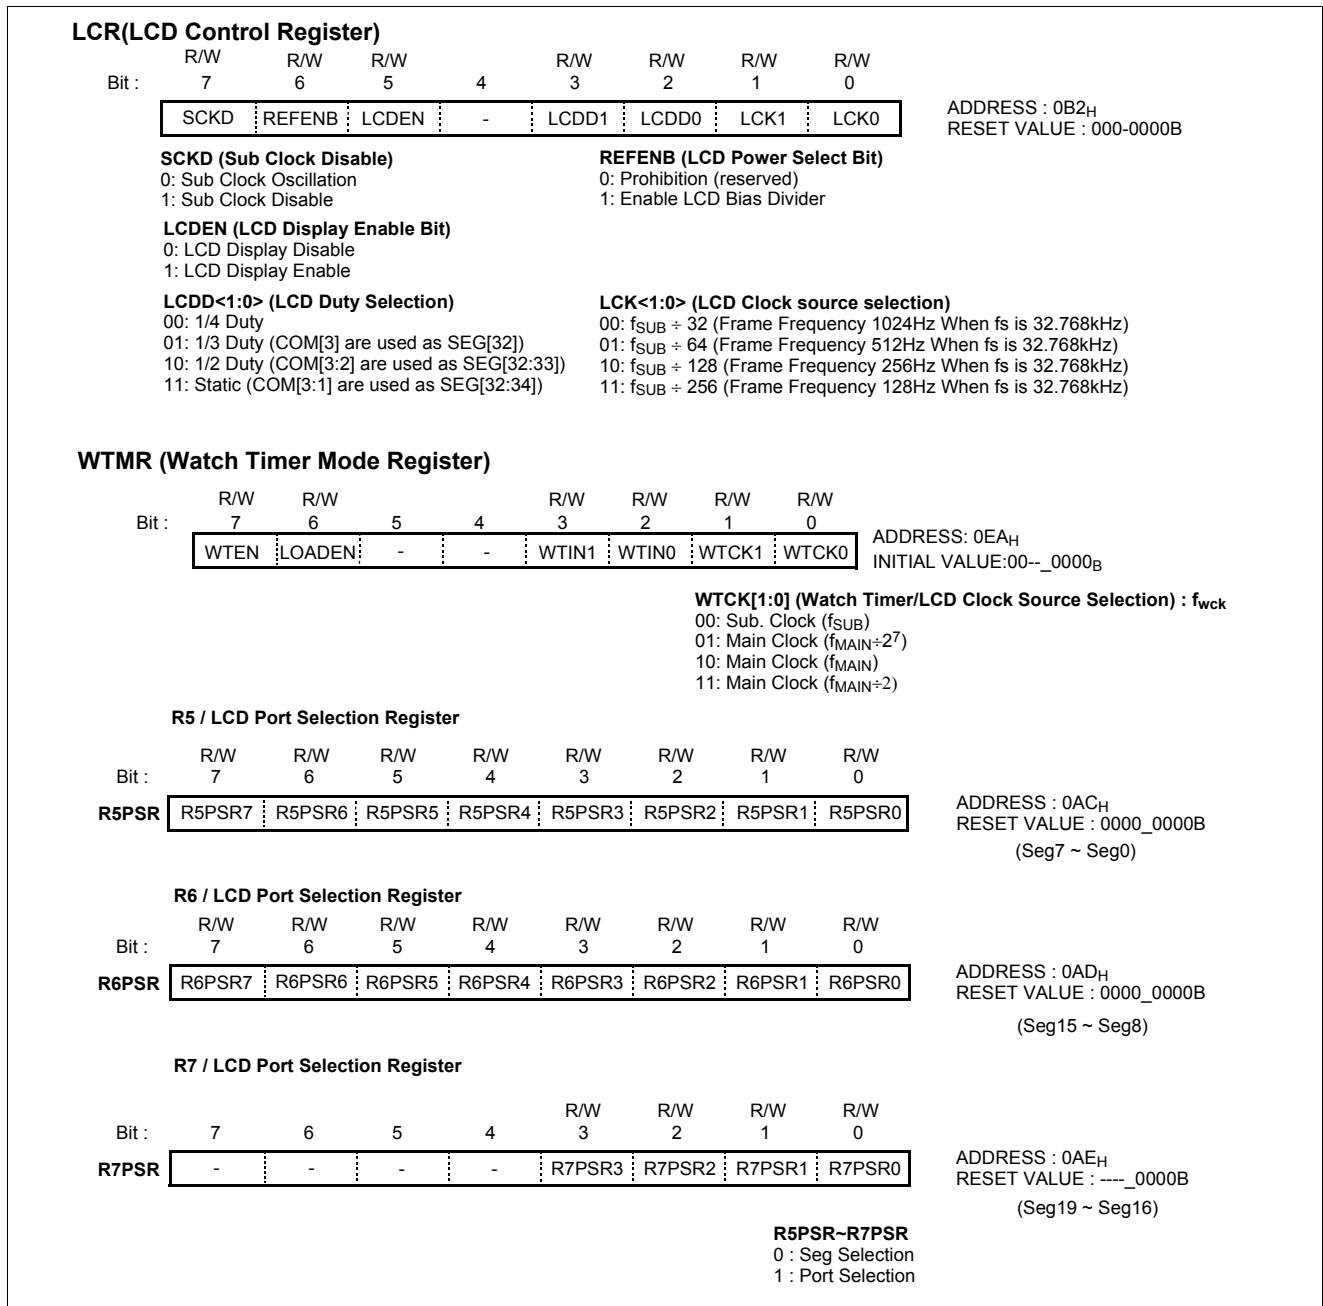 LCR(LCD Control Register)
R/W R/W R/W R/W R/W R/W R/W
Bit : 7 6 5 4 3 2 1 0
SCKD REFENB LCDEN - LCDD1 LCDD0 LCK1 LCK0
ADDRESS : 0B2H
RESET VALUE : 000-0000B
SCKD (Sub Clock Disable)
0: Sub Clock Oscillation
1: Sub Clock Disable
REFENB (LCD Power Select Bit)
0: Prohibition (reserved)
1: Enable LCD Bias Divider
LCDEN (LCD Display Enable Bit)
0: LCD Display Disable
1: LCD Display Enable
LCDD<1:0> (LCD Duty Selection)
00: 1/4 Duty
01: 1/3 Duty (COM[3] are used as SEG[32])
10: 1/2 Duty (COM[3:2] are used as SEG[32:33])
11: Static (COM[3:1] are used as SEG[32:34])
LCK<1:0> (LCD Clock source selection)
00: fSUB ÷ 32 (Frame Frequency 1024Hz When fs is 32.768kHz)
01: fSUB ÷ 64 (Frame Frequency 512Hz When fs is 32.768kHz)
10: fSUB ÷ 128 (Frame Frequency 256Hz When fs is 32.768kHz)
11: fSUB ÷ 256 (Frame Frequency 128Hz When fs is 32.768kHz)
WTMR (Watch Timer Mode Register)
R/W R/W R/W R/W R/W R/W
Bit : 7 6 5 4 3 2 1 0
WTEN LOADEN - - WTIN1 WTIN0 WTCK1 WTCK0
ADDRESS: 0EAH
INITIAL VALUE:00--_0000B
WTCK[1:0] (Watch Timer/LCD Clock Source Selection) : fwck
00: Sub. Clock (fSUB)
01: Main Clock (fMAIN÷2⁷)
10: Main Clock (fMAIN)
11: Main Clock (fMAIN÷2)
R5 / LCD Port Selection Register
R/W R/W R/W R/W R/W R/W R/W R/W
Bit : 7 6 5 4 3 2 1 0
R5PSR R5PSR7 R5PSR6 R5PSR5 R5PSR4 R5PSR3 R5PSR2 R5PSR1 R5PSR0
ADDRESS : 0ACH
RESET VALUE : 0000_0000B
(Seg7 ~ Seg0)
R6 / LCD Port Selection Register
R/W R/W R/W R/W R/W R/W R/W R/W
Bit : 7 6 5 4 3 2 1 0
R6PSR R6PSR7 R6PSR6 R6PSR5 R6PSR4 R6PSR3 R6PSR2 R6PSR1 R6PSR0
ADDRESS : 0ADH
RESET VALUE : 0000_0000B
(Seg15 ~ Seg8)
R7 / LCD Port Selection Register
R/W R/W R/W R/W
Bit : 7 6 5 4 3 2 1 0
R7PSR - - - - R7PSR3 R7PSR2 R7PSR1 R7PSR0
ADDRESS : 0AEH
RESET VALUE : ----_0000B
(Seg19 ~ Seg16)
R5PSR~R7PSR
0 : Seg Selection
1 : Port Selection